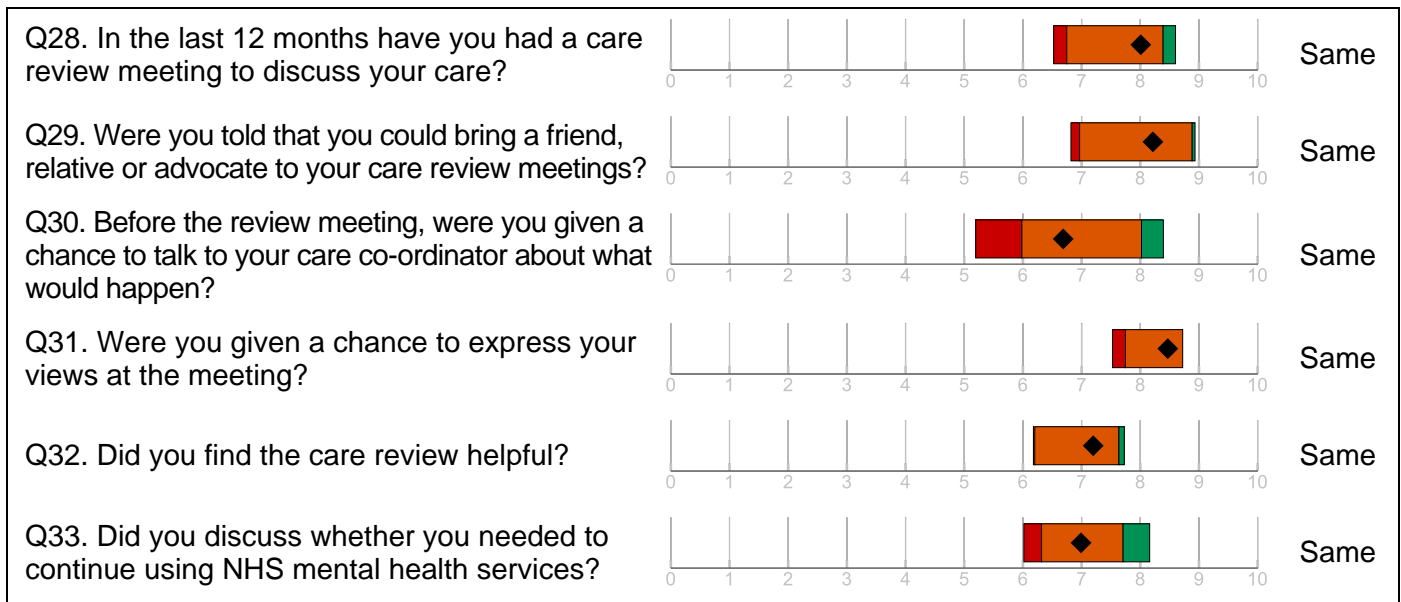 Q28. In the last 12 months have you had a care
review meeting to discuss your care?
0 1 2 3 4 5 6 7 8 9 10
Same
Q29. Were you told that you could bring a friend,
relative or advocate to your care review meetings?
0 1 2 3 4 5 6 7 8 9 10
Same
Q30. Before the review meeting, were you given a
chance to talk to your care co-ordinator about what
would happen?
0 1 2 3 4 5 6 7 8 9 10
Same
Q31. Were you given a chance to express your
views at the meeting?
0 1 2 3 4 5 6 7 8 9 10
Same
Q32. Did you find the care review helpful?
0 1 2 3 4 5 6 7 8 9 10
Same
Q33. Did you discuss whether you needed to
continue using NHS mental health services?
0 1 2 3 4 5 6 7 8 9 10
Same